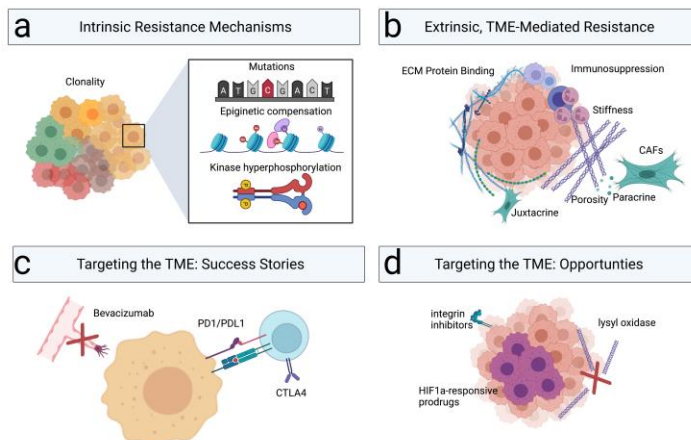 a
Intrinsic Resistance Mechanisms
Clonality
Mutations
A T G C G A C T
Epiginetic compensation
Kinase hyperphosphorylation
b
Extrinsic, TME-Mediated Resistance
ECM Protein Binding
Immunosuppression
Stiffness
CAFs
Porosity
Paracrine
Juxtacrine
c
Targeting the TME: Success Stories
Bevacizumab
PD1/PDL1
CTLA4
d
Targeting the TME: Opportunties
integrin
inhibitors
lysyl oxidase
HIF1a-responsive
prodrugs